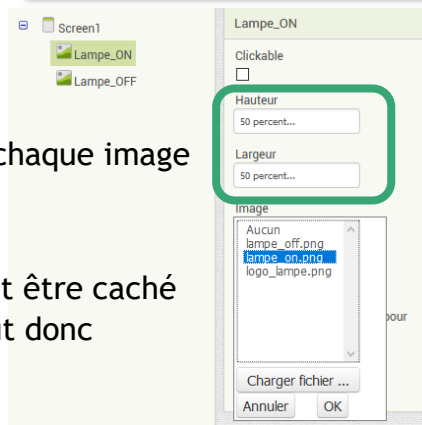 Screen1
Lampe_ON
Lampe_OFF
chaque image
t être caché
donc
Lampe_ON
Clickable
Hauteur
50 percent...
Largeur
50 percent...
Image
Aucun
lampe_off.png
lampe_on.png
logo_lampe.png
pour
Charger fichier ...
Annuler
OK